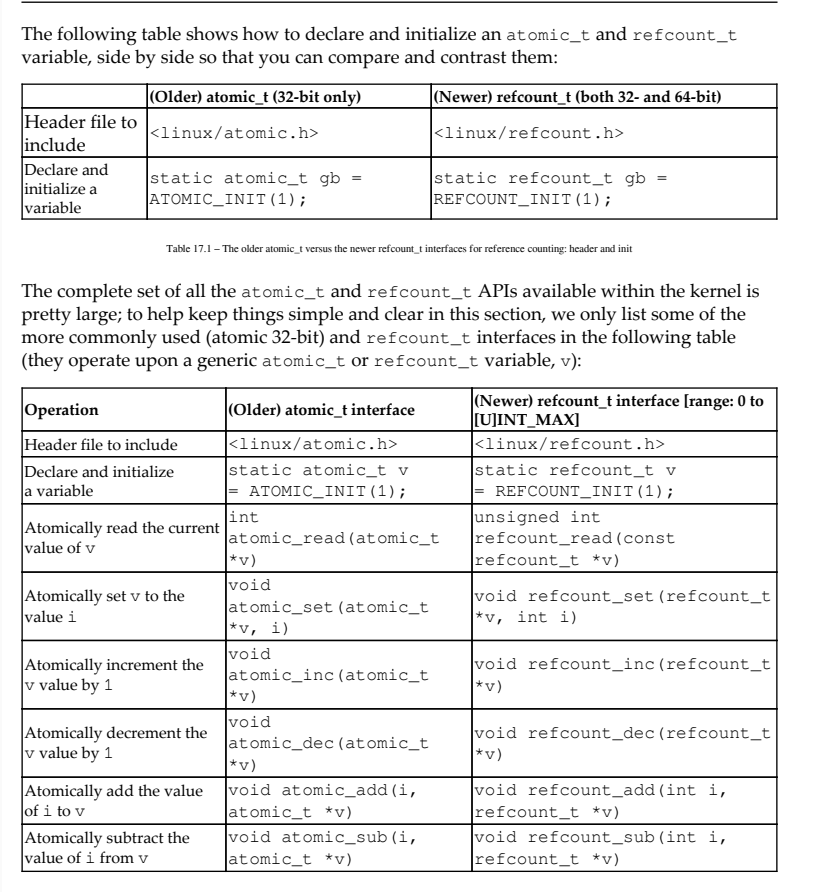 The following table shows how to declare and initialize an atomic_t and refcount_t
variable, side by side so that you can compare and contrast them:
(Older) atomic_t (32-bit only)
(Newer) refcount_t (both 32- and 64-bit)
Header file to
include
<linux/atomic.h>
<linux/refcount.h>
Declare and
initialize a
variable
static atomic_t gb =
ATOMIC_INIT(1);
static refcount_t gb =
REFCOUNT_INIT(1);
Table 17.1 – The older atomic_t versus the newer refcount_t interfaces for reference counting: header and init
The complete set of all the atomic_t and refcount_t APIs available within the kernel is
pretty large; to help keep things simple and clear in this section, we only list some of the
more commonly used (atomic 32-bit) and refcount_t interfaces in the following table
(they operate upon a generic atomic_t or refcount_t variable, v):
Operation
(Older) atomic_t interface
(Newer) refcount_t interface [range: 0 to
[U]INT_MAX]
Header file to include
<linux/atomic.h>
<linux/refcount.h>
Declare and initialize
a variable
static atomic_t v
= ATOMIC_INIT(1);
static refcount_t v
= REFCOUNT_INIT(1);
Atomically read the current
value of v
int
atomic_read(atomic_t
*v)
unsigned int
refcount_read(const
refcount_t *v)
Atomically set v to the
value i
void
atomic_set(atomic_t
*v, i)
void refcount_set(refcount_t
*v, int i)
Atomically increment the
v value by 1
void
atomic_inc(atomic_t
*v)
void refcount_inc(refcount_t
*v)
Atomically decrement the
v value by 1
void
atomic_dec(atomic_t
*v)
void refcount_dec(refcount_t
*v)
Atomically add the value
of i to v
void atomic_add(i,
atomic_t *v)
void refcount_add(int i,
refcount_t *v)
Atomically subtract the
value of i from v
void atomic_sub(i,
atomic_t *v)
void refcount_sub(int i,
refcount_t *v)